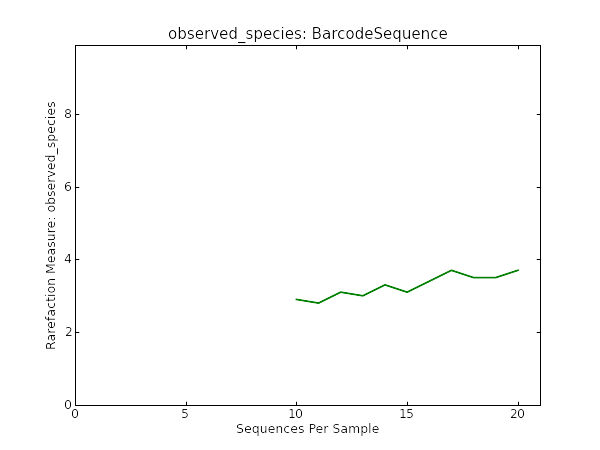 observed_species: BarcodeSequence
Rarefaction Measure: observed_species
8
6
4
2
0
0 5 10 15 20
Sequences Per Sample